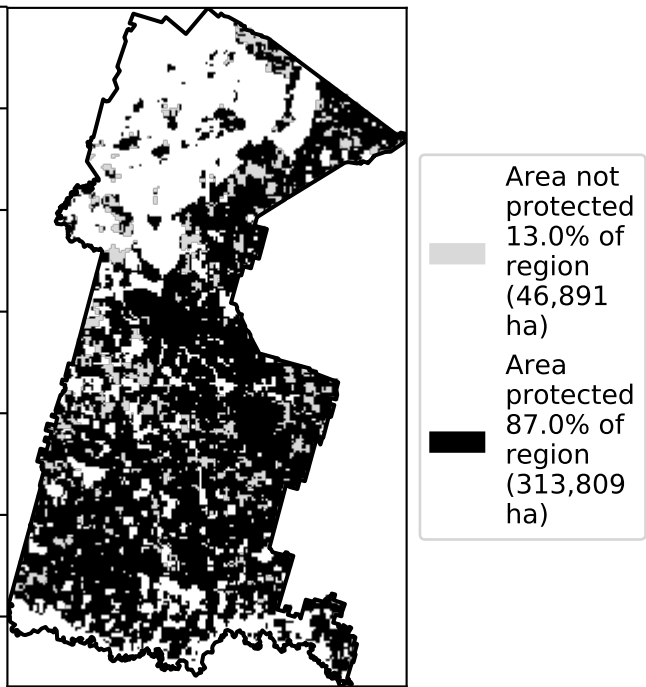 Area not
protected
13.0% of
region
(46,891
ha)
Area
protected
87.0% of
region
(313,809
ha)